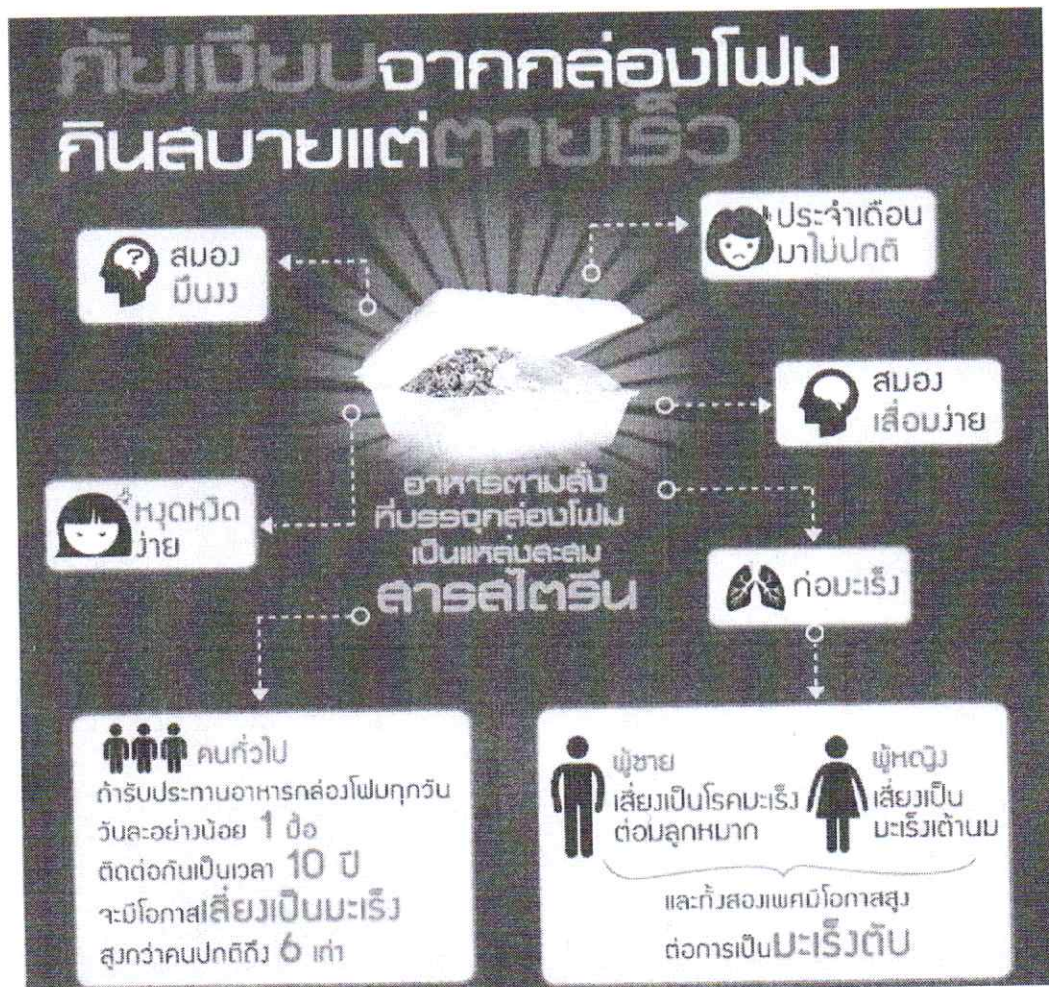 ภัยเงียบจากกล่องโฟม
กินสบายแต่ตายเร็ว
สมอง
มึนงง
ประจำเดือน
มาไม่ปกติ
สมอง
เสื่อมง่าย
หงุดหงิด
ง่าย
อาหารตามสั่ง
ที่บรรจุกล่องโฟม
เป็นแหล่งสะสม
สารสไตรีน
ก่อมะเร็ง
คนทั่วไป
ถ้ารับประทานอาหารกล่องโฟมทุกวัน
วันละอย่างน้อย 1 มื้อ
ติดต่อกันเป็นเวลา 10 ปี
จะมีโอกาสเสี่ยงเป็นมะเร็ง
สูงกว่าคนปกติถึง 6 เท่า
ผู้ชาย
เสี่ยงเป็นโรคมะเร็ง
ต่อมลูกหมาก
ผู้หญิง
เสี่ยงเป็น
มะเร็งเต้านม
และทั้งสองเพศมีโอกาสสูง
ต่อการเป็นมะเร็งตับ